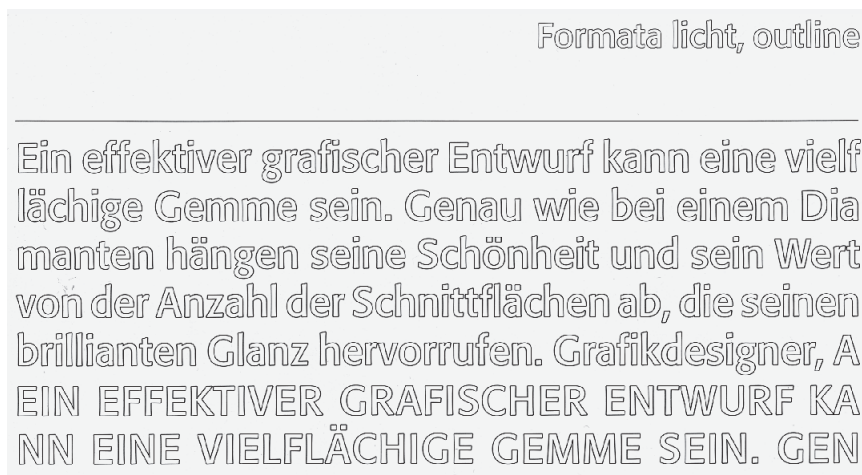 Formata licht, outline
Ein effektiver grafischer Entwurf kann eine vielf
lächige Gemme sein. Genau wie bei einem Dia
manten hängen seine Schönheit und sein Wert
von der Anzahl der Schnittflächen ab, die seinen
brillianten Glanz hervorrufen. Grafikdesigner, A
EIN EFFEKTIVER GRAFISCHER ENTWURF KA
NN EINE VIELFLÄCHIGE GEMME SEIN. GEN